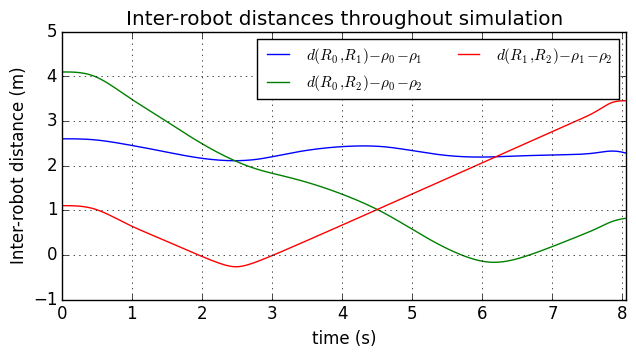 Inter-robot distances throughout simulation
5
4
3
2
1
0
−1
Inter-robot distance (m)
d(R₀,R₁)−ρ₀−ρ₁
d(R₀,R₂)−ρ₀−ρ₂
d(R₁,R₂)−ρ₁−ρ₂
0 1 2 3 4 5 6 7 8
time (s)